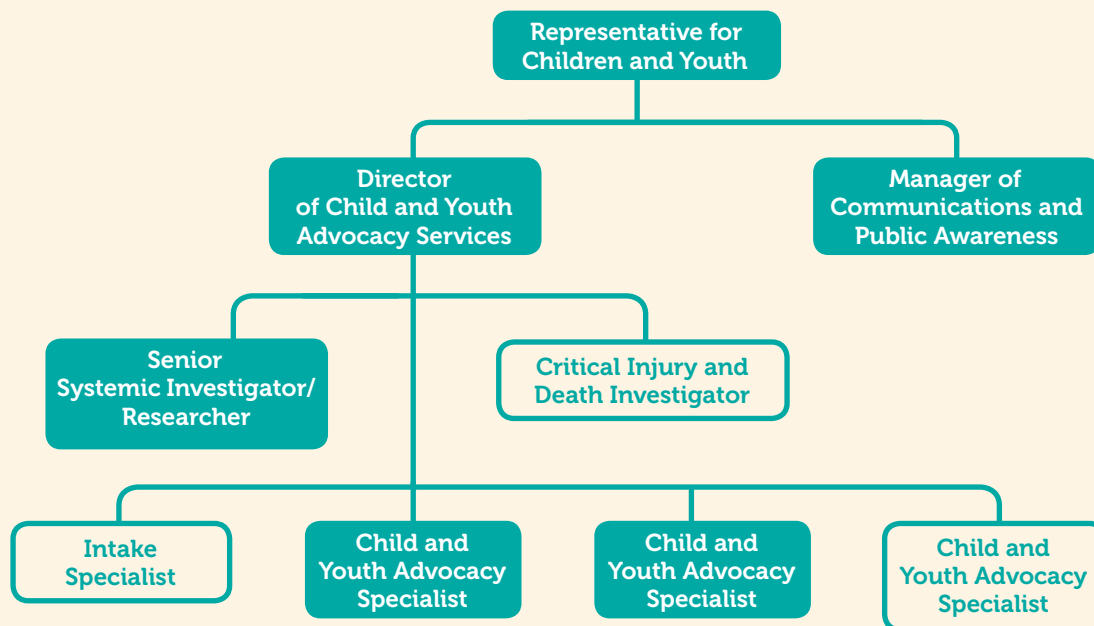 Representative for
Children and Youth
Director
of Child and Youth
Advocacy Services
Manager of
Communications and
Public Awareness
Senior
Systemic Investigator/
Researcher
Critical Injury and
Death Investigator
Intake
Specialist
Child and
Youth Advocacy
Specialist
Child and
Youth Advocacy
Specialist
Child and
Youth Advocacy
Specialist